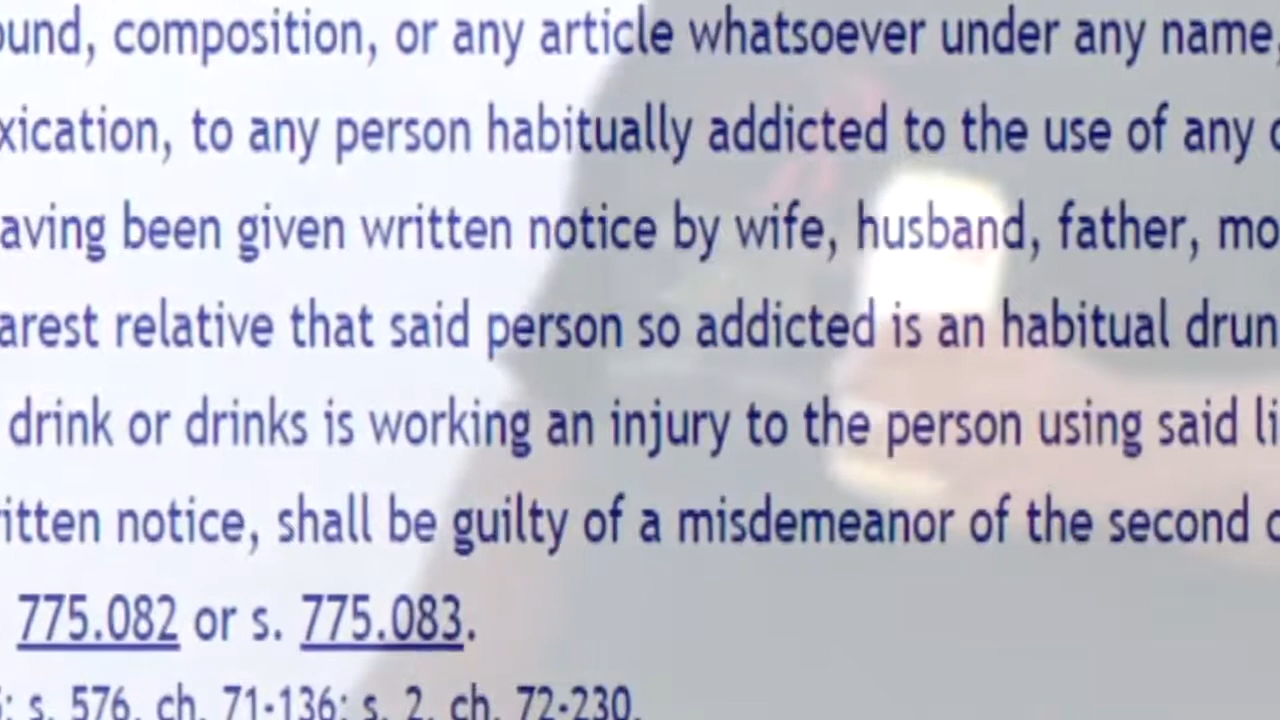 ound, composition, or any article whatsoever under any name,
xication, to any person habitually addicted to the use of any
aving been given written notice by wife, husband, father, mo
arest relative that said person so addicted is an habitual drun
drink or drinks is working an injury to the person using said li
itten notice, shall be guilty of a misdemeanor of the second
775.082 or s. 775.083.
s. 576, ch. 71-136; s. 2, ch. 72-230.